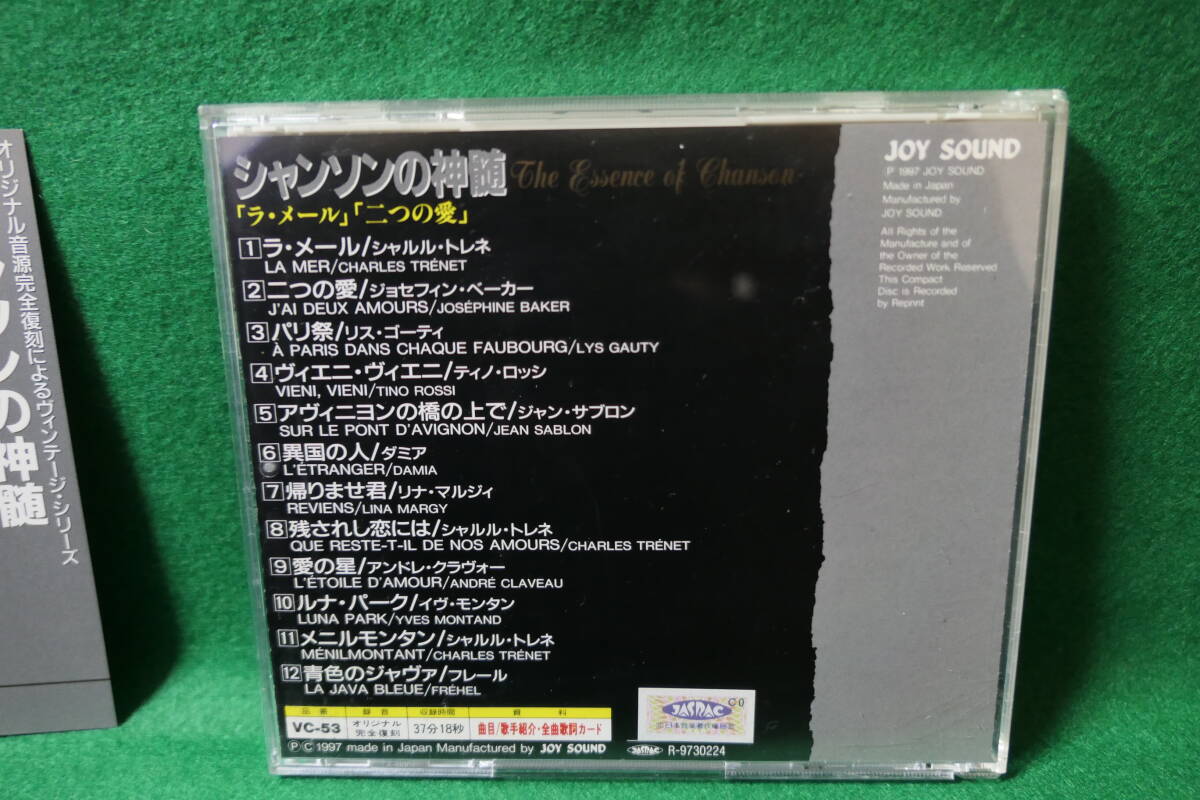 オリジナル音源完全復刻によるヴィンテージ・シリーズ
ンの神髄
シャンソンの神髄 The Essence of Chanson-
「ラ・メール」「二つの愛」
1 ラ・メール/シャルル・トレネ
LA MER/CHARLES TRÉNET
2 二つの愛/ジョセフィン・ベーカー
J'AI DEUX AMOURS/JOSÉPHINE BAKER
3 パリ祭/リス・ゴーティ
À PARIS DANS CHAQUE FAUBOURG/LYS GAUTY
4 ヴィエニ・ヴィエニ/ティノ・ロッシ
VIENI, VIENI/TINO ROSSI
5 アヴィニヨンの橋の上で/ジャン・サブロン
SUR LE PONT D'AVIGNON/JEAN SABLON
6 異国の人/ダミア
L'ÉTRANGER/DAMIA
7 帰りませ君/リナ・マルジィ
REVIENS/LINA MARGY
8 残されし恋には/シャルル・トレネ
QUE RESTE-T-IL DE NOS AMOURS/CHARLES TRÉNET
9 愛の星/アンドレ・クラヴォー
L'ÉTOILE D'AMOUR/ANDRÉ CLAVEAU
10 ルナ・パーク/イヴ・モンタン
LUNA PARK/YVES MONTAND
11 メニルモンタン/シャルル・トレネ
MÉNILMONTANT/CHARLES TRÉNET
12 青色のジャヴァ/フレール
LA JAVA BLEUE/FRÉHEL
品番 録音 収録時間 資料
VC-53 オリジナル完全復刻 37分18秒 曲目/歌手紹介・全曲歌詞カード
Ⓟ Ⓒ 1997 made in Japan Manufactured by JOY SOUND
JASRAC R-9730224
C0
JASRAC
JOY SOUND
P 1997 JOY SOUND
Made in Japan
Manufactured by
JOY SOUND
All Rights of the
Manufacture and of
the Owner of the
Recorded Work Reserved
This Compact
Disc is Recorded
by Reprint